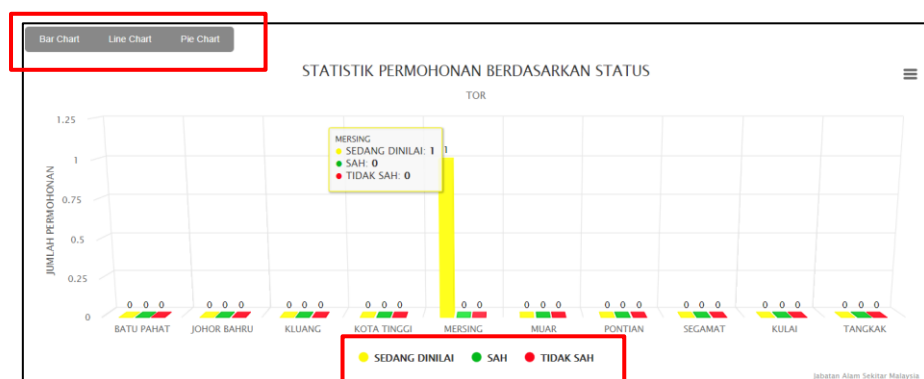 Bar Chart Line Chart Pie Chart
STATISTIK PERMOHONAN BERDASARKAN STATUS
TOR
JUMLAH PERMOHONAN
1.25
1
0.75
0.5
0.25
0
MERSING
SEDANG DINILAI: 1
SAH: 0
TIDAK SAH: 0
1
0 0 0 0 0 0 0 0 0 0 0 0 0 0 0 0 0 0 0 0 0 0 0 0 0 0 0 0 0
BATU PAHAT JOHOR BAHRU KLUANG KOTA TINGGI MERSING MUAR PONTIAN SEGAMAT KULAI TANGKAK
SEDANG DINILAI SAH TIDAK SAH
Jabatan Alam Sekitar Malaysia